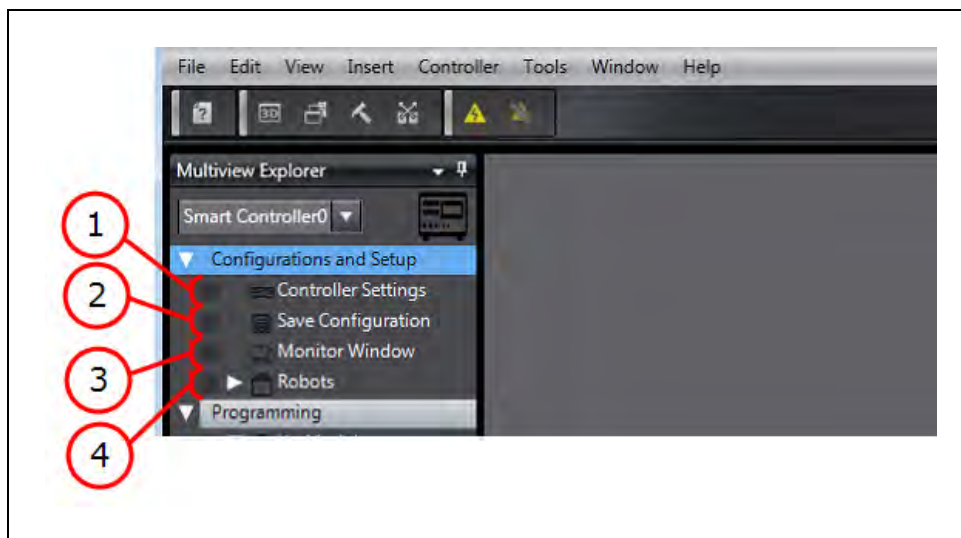 File Edit View Insert Controller Tools Window Help
3D
Multiview Explorer
Smart Controller0
Configurations and Setup
1
Controller Settings
2
Save Configuration
3
Monitor Window
4
Robots
Programming